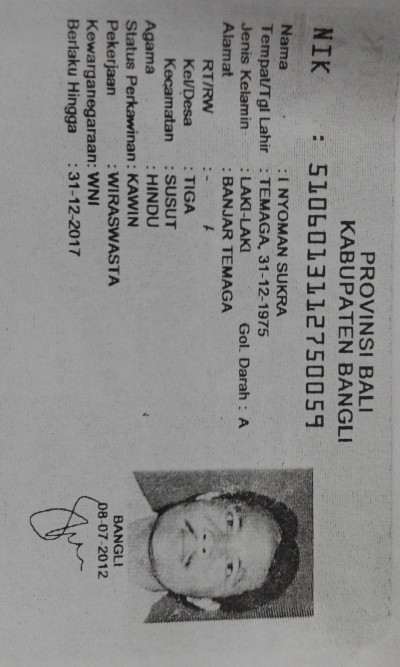 PROVINSI BALI
KABUPATEN BANGLI
NIK : 5106013112750059
Nama : I NYOMAN SUKRA
Tempat/Tgl Lahir : TEMAGA, 31-12-1975
Jenis Kelamin : LAKI-LAKI Gol. Darah : A
Alamat : BANJAR TEMAGA
RT/RW : -
Kel/Desa : TIGA
Kecamatan : SUSUT
Agama : HINDU
Status Perkawinan : KAWIN
Pekerjaan : WIRASWASTA
Kewarganegaraan: WNI
Berlaku Hingga : 31-12-2017
BANGLI
08-07-2012